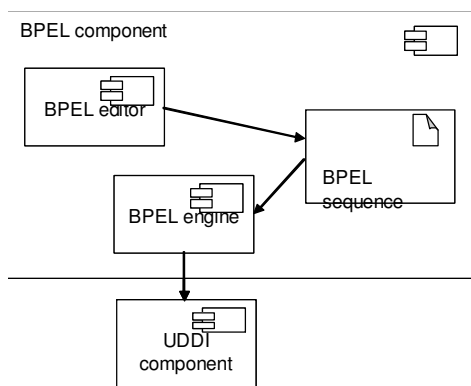 BPEL component
BPEL editor
BPEL
sequence
BPEL engine
UDDI
component